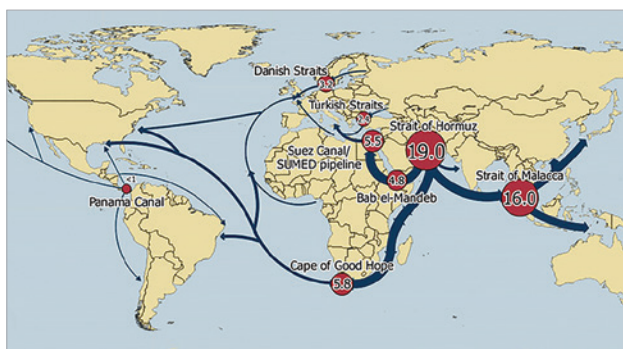 Danish Straits
3.2
Turkish Straits
Strait of Hormuz
5.5
Suez Canal/
SUMED pipeline
19.0
4.8
Bab el-Mandeb
Strait of Malacca
16.0
<1
Panama Canal
Cape of Good Hope
5.8